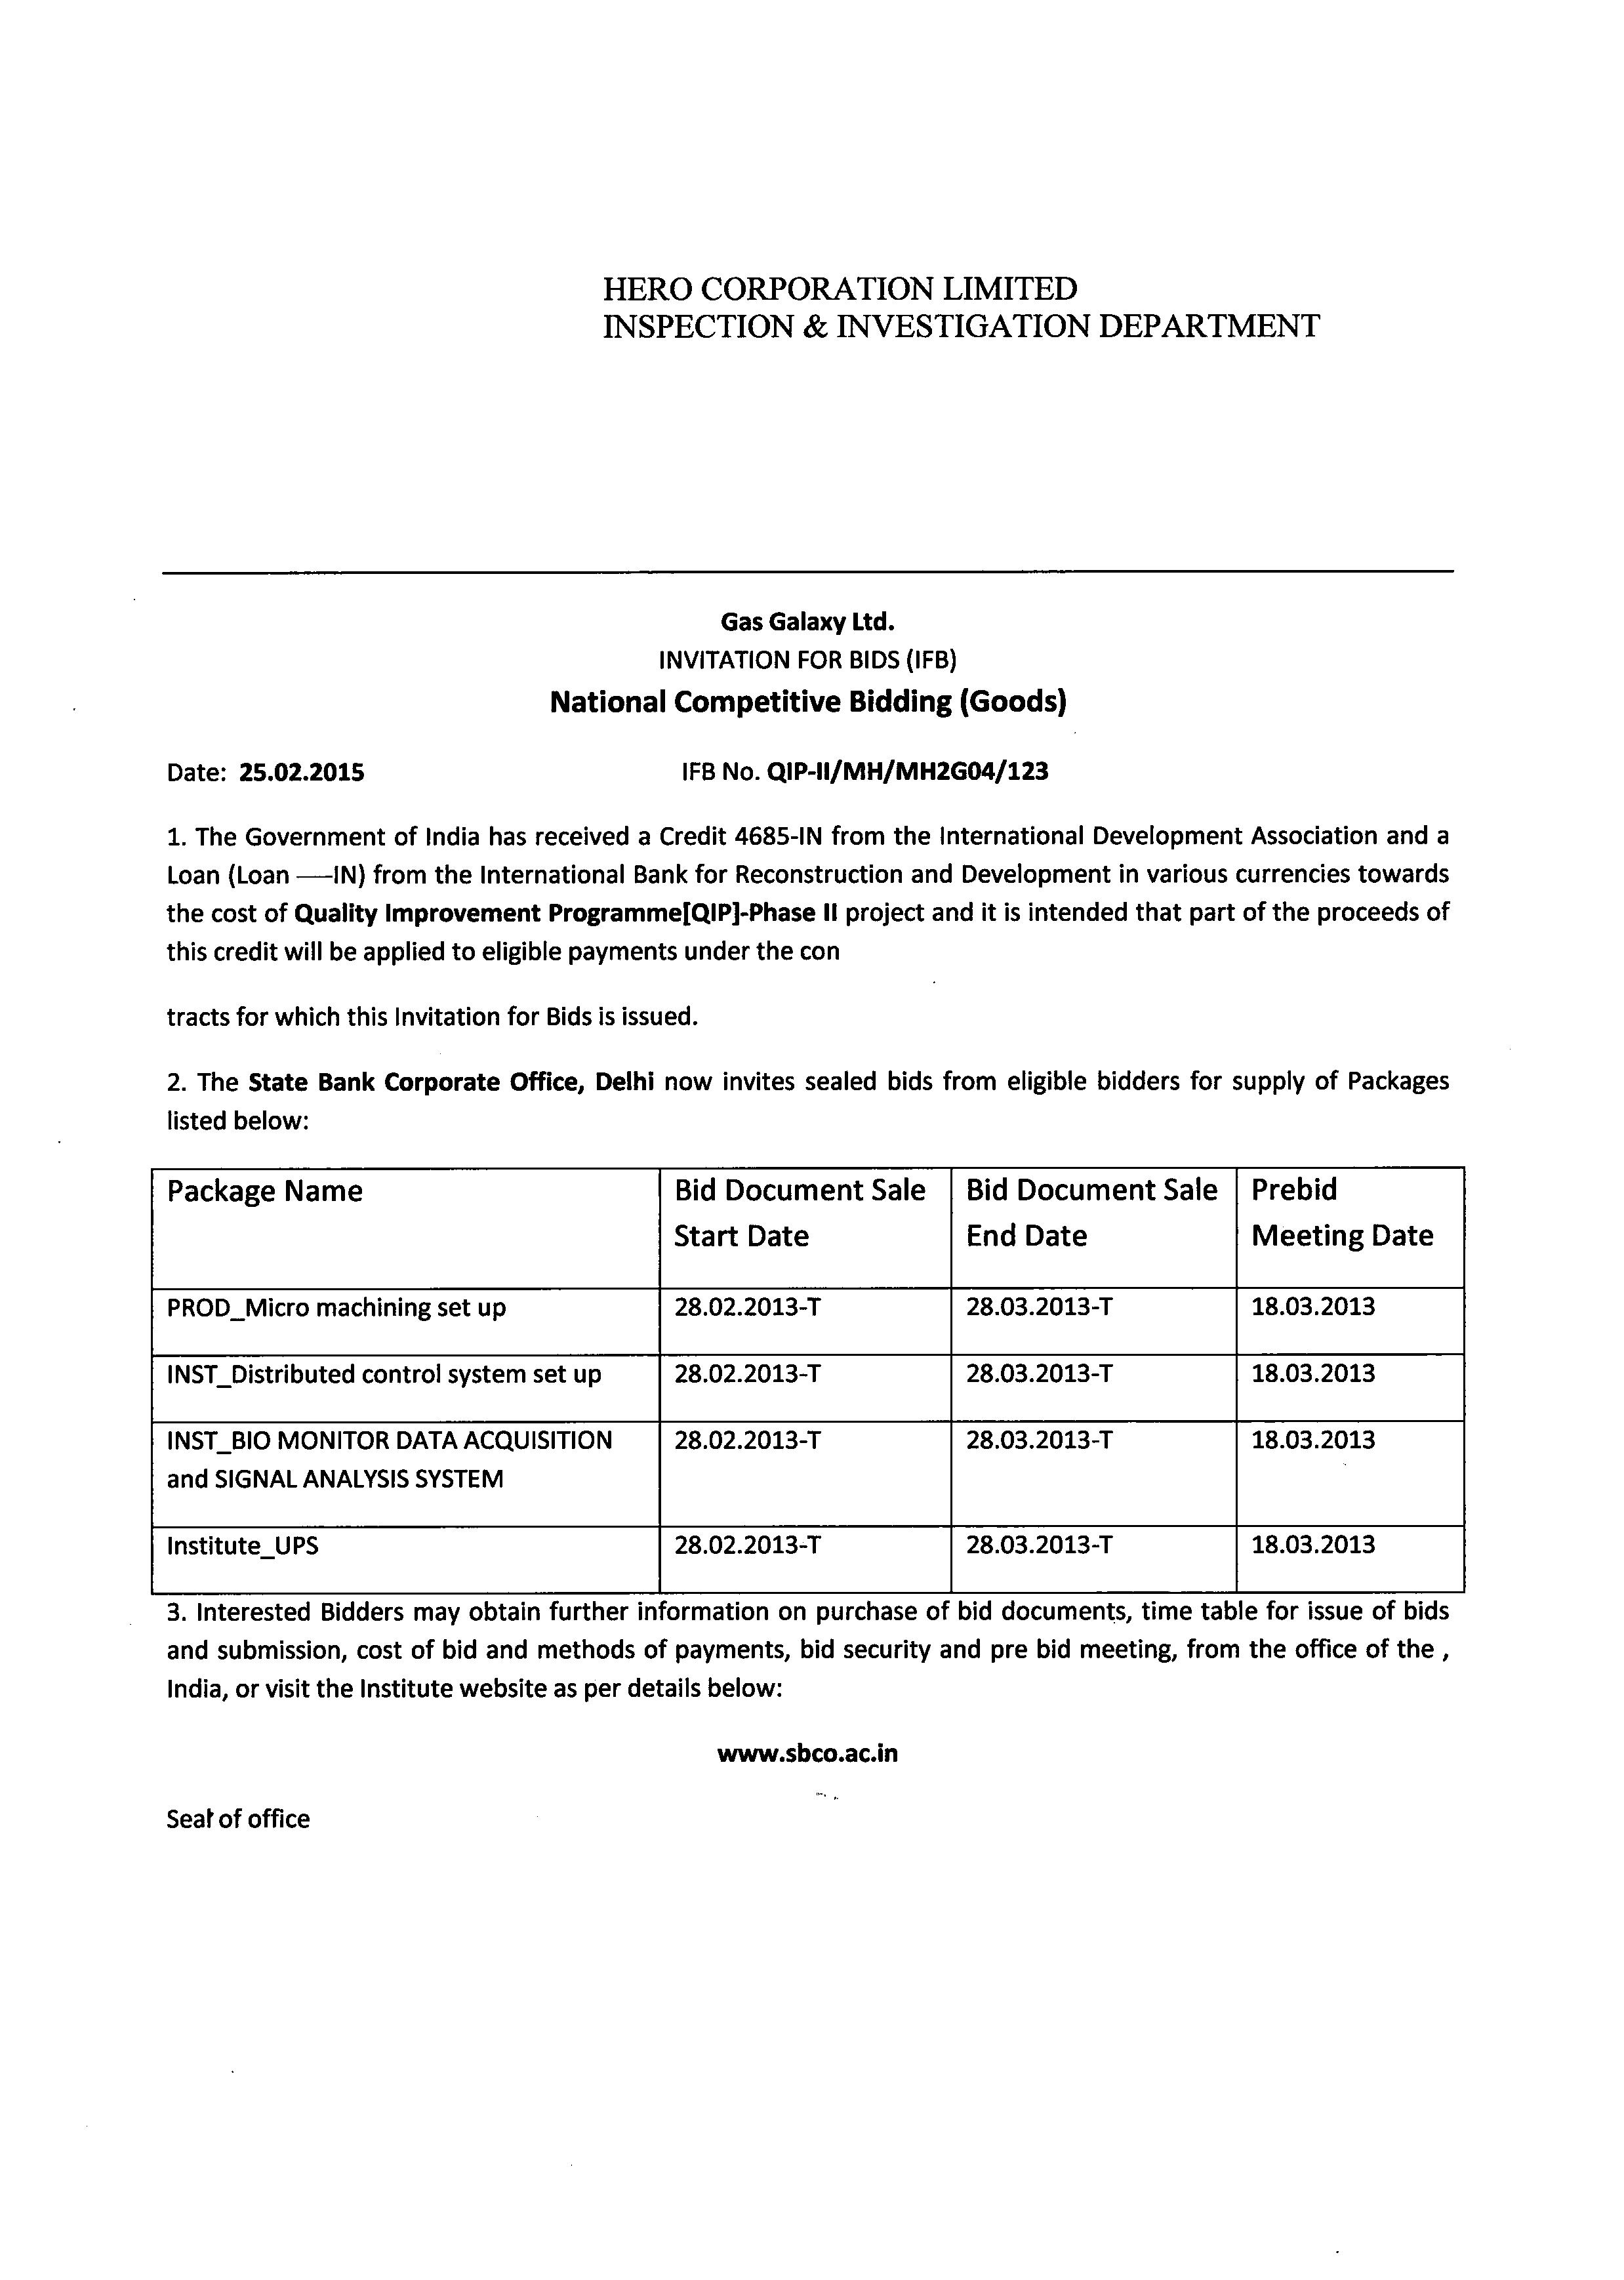 HERO CORPORATION LIMITED
INSPECTION & INVESTIGATION DEPARTMENT
Gas Galaxy Ltd.
INVITATION FOR BIDS (IFB)
National Competitive Bidding (Goods)
Date: 25.02.2015 IFB No. QIP-II/MH/MH2G04/123
1. The Government of India has received a Credit 4685-IN from the International Development Association and a
Loan (Loan —–IN) from the International Bank for Reconstruction and Development in various currencies towards
the cost of Quality Improvement Programme[QIP]-Phase II project and it is intended that part of the proceeds of
this credit will be applied to eligible payments under the con
tracts for which this Invitation for Bids is issued.
2. The State Bank Corporate Office, Delhi now invites sealed bids from eligible bidders for supply of Packages
listed below:
Package Name Bid Document Sale Bid Document Sale Prebid
Start Date End Date Meeting Date
PROD_Micro machining set up 28.02.2013-T 28.03.2013-T 18.03.2013
INST_Distributed control system set up 28.02.2013-T 28.03.2013-T 18.03.2013
INST_BIO MONITOR DATA ACQUISITION 28.02.2013-T 28.03.2013-T 18.03.2013
and SIGNAL ANALYSIS SYSTEM
Institute_UPS 28.02.2013-T 28.03.2013-T 18.03.2013
3. Interested Bidders may obtain further information on purchase of bid documents, time table for issue of bids
and submission, cost of bid and methods of payments, bid security and pre bid meeting, from the office of the ,
India, or visit the Institute website as per details below:
www.sbco.ac.in
Seal of office